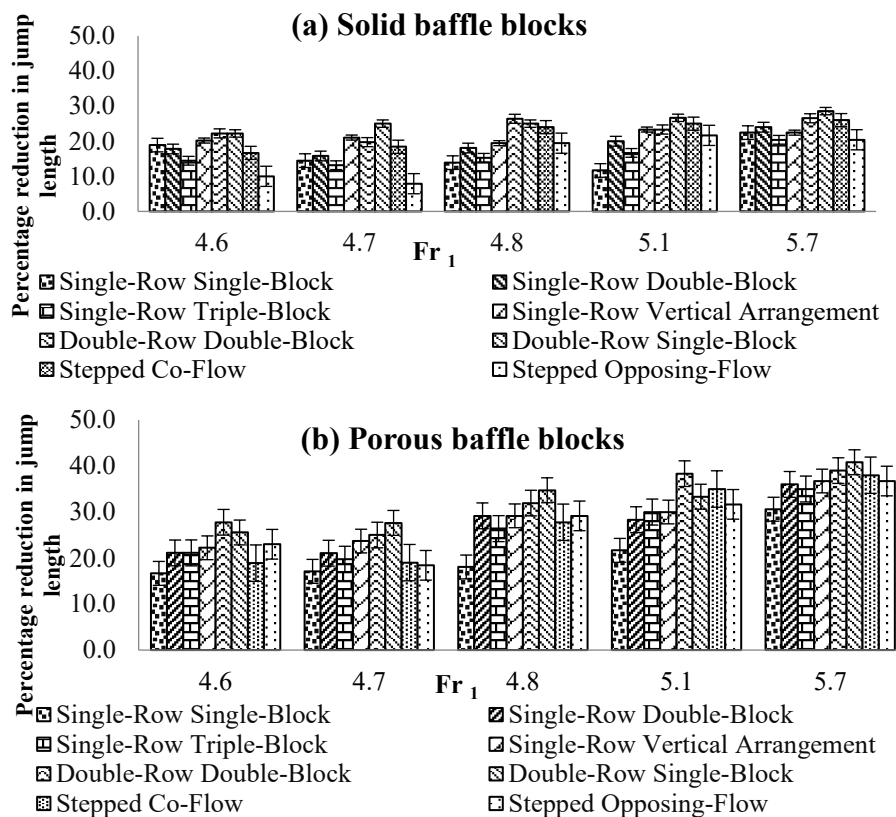 (a) Solid baffle blocks
Percentage reduction in jump
length
50.0
40.0
30.0
20.0
10.0
0.0
4.6 4.7 4.8 5.1 5.7
Fr 1
Single-Row Single-Block Single-Row Double-Block
Single-Row Triple-Block Single-Row Vertical Arrangement
Double-Row Double-Block Double-Row Single-Block
Stepped Co-Flow Stepped Opposing-Flow
(b) Porous baffle blocks
Percentage reduction in jump
length
50.0
40.0
30.0
20.0
10.0
0.0
4.6 4.7 4.8 5.1 5.7
Fr 1
Single-Row Single-Block Single-Row Double-Block
Single-Row Triple-Block Single-Row Vertical Arrangement
Double-Row Double-Block Double-Row Single-Block
Stepped Co-Flow Stepped Opposing-Flow